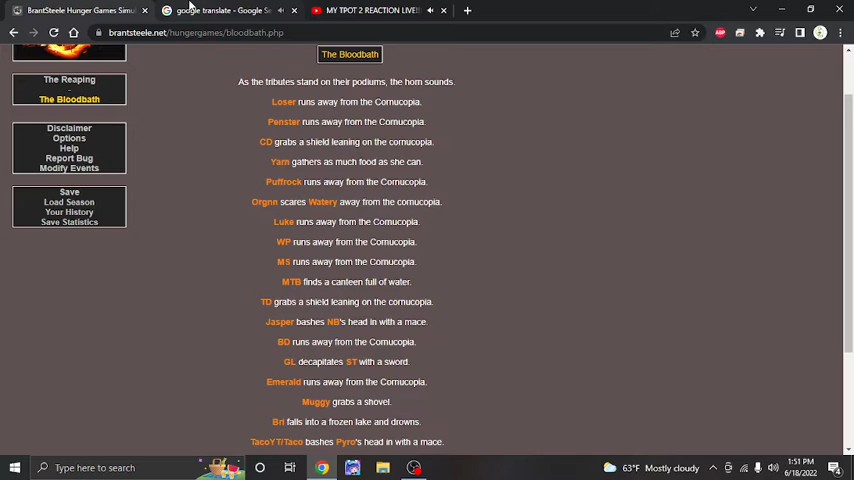 BrantSteele Hunger Games Simu
google translate - Google Se
MY TPOT 2 REACTION LIVE!!
brantsteele.net/hungergames/bloodbath.php
The Reaping
-
The Bloodbath
Disclaimer
Options
Help
Report Bug
Modify Events
Save
Load Season
Your History
Save Statistics
The Bloodbath
As the tributes stand on their podiums, the horn sounds.
Loser runs away from the Cornucopia.
Penster runs away from the Cornucopia.
CD grabs a shield leaning on the cornucopia.
Yarn gathers as much food as she can.
Puffrock runs away from the Cornucopia.
Orgnn scares Watery away from the cornucopia.
Luke runs away from the Cornucopia.
WP runs away from the Cornucopia.
MS runs away from the Cornucopia.
MTB finds a canteen full of water.
TD grabs a shield leaning on the cornucopia.
Jasper bashes NB's head in with a mace.
BD runs away from the Cornucopia.
GL decapitates ST with a sword.
Emerald runs away from the Cornucopia.
Muggy grabs a shovel.
Bri falls into a frozen lake and drowns.
TacoYT/Taco bashes Pyro's head in with a mace.
Type here to search
63°F Mostly cloudy
1:51 PM
6/18/2022
4